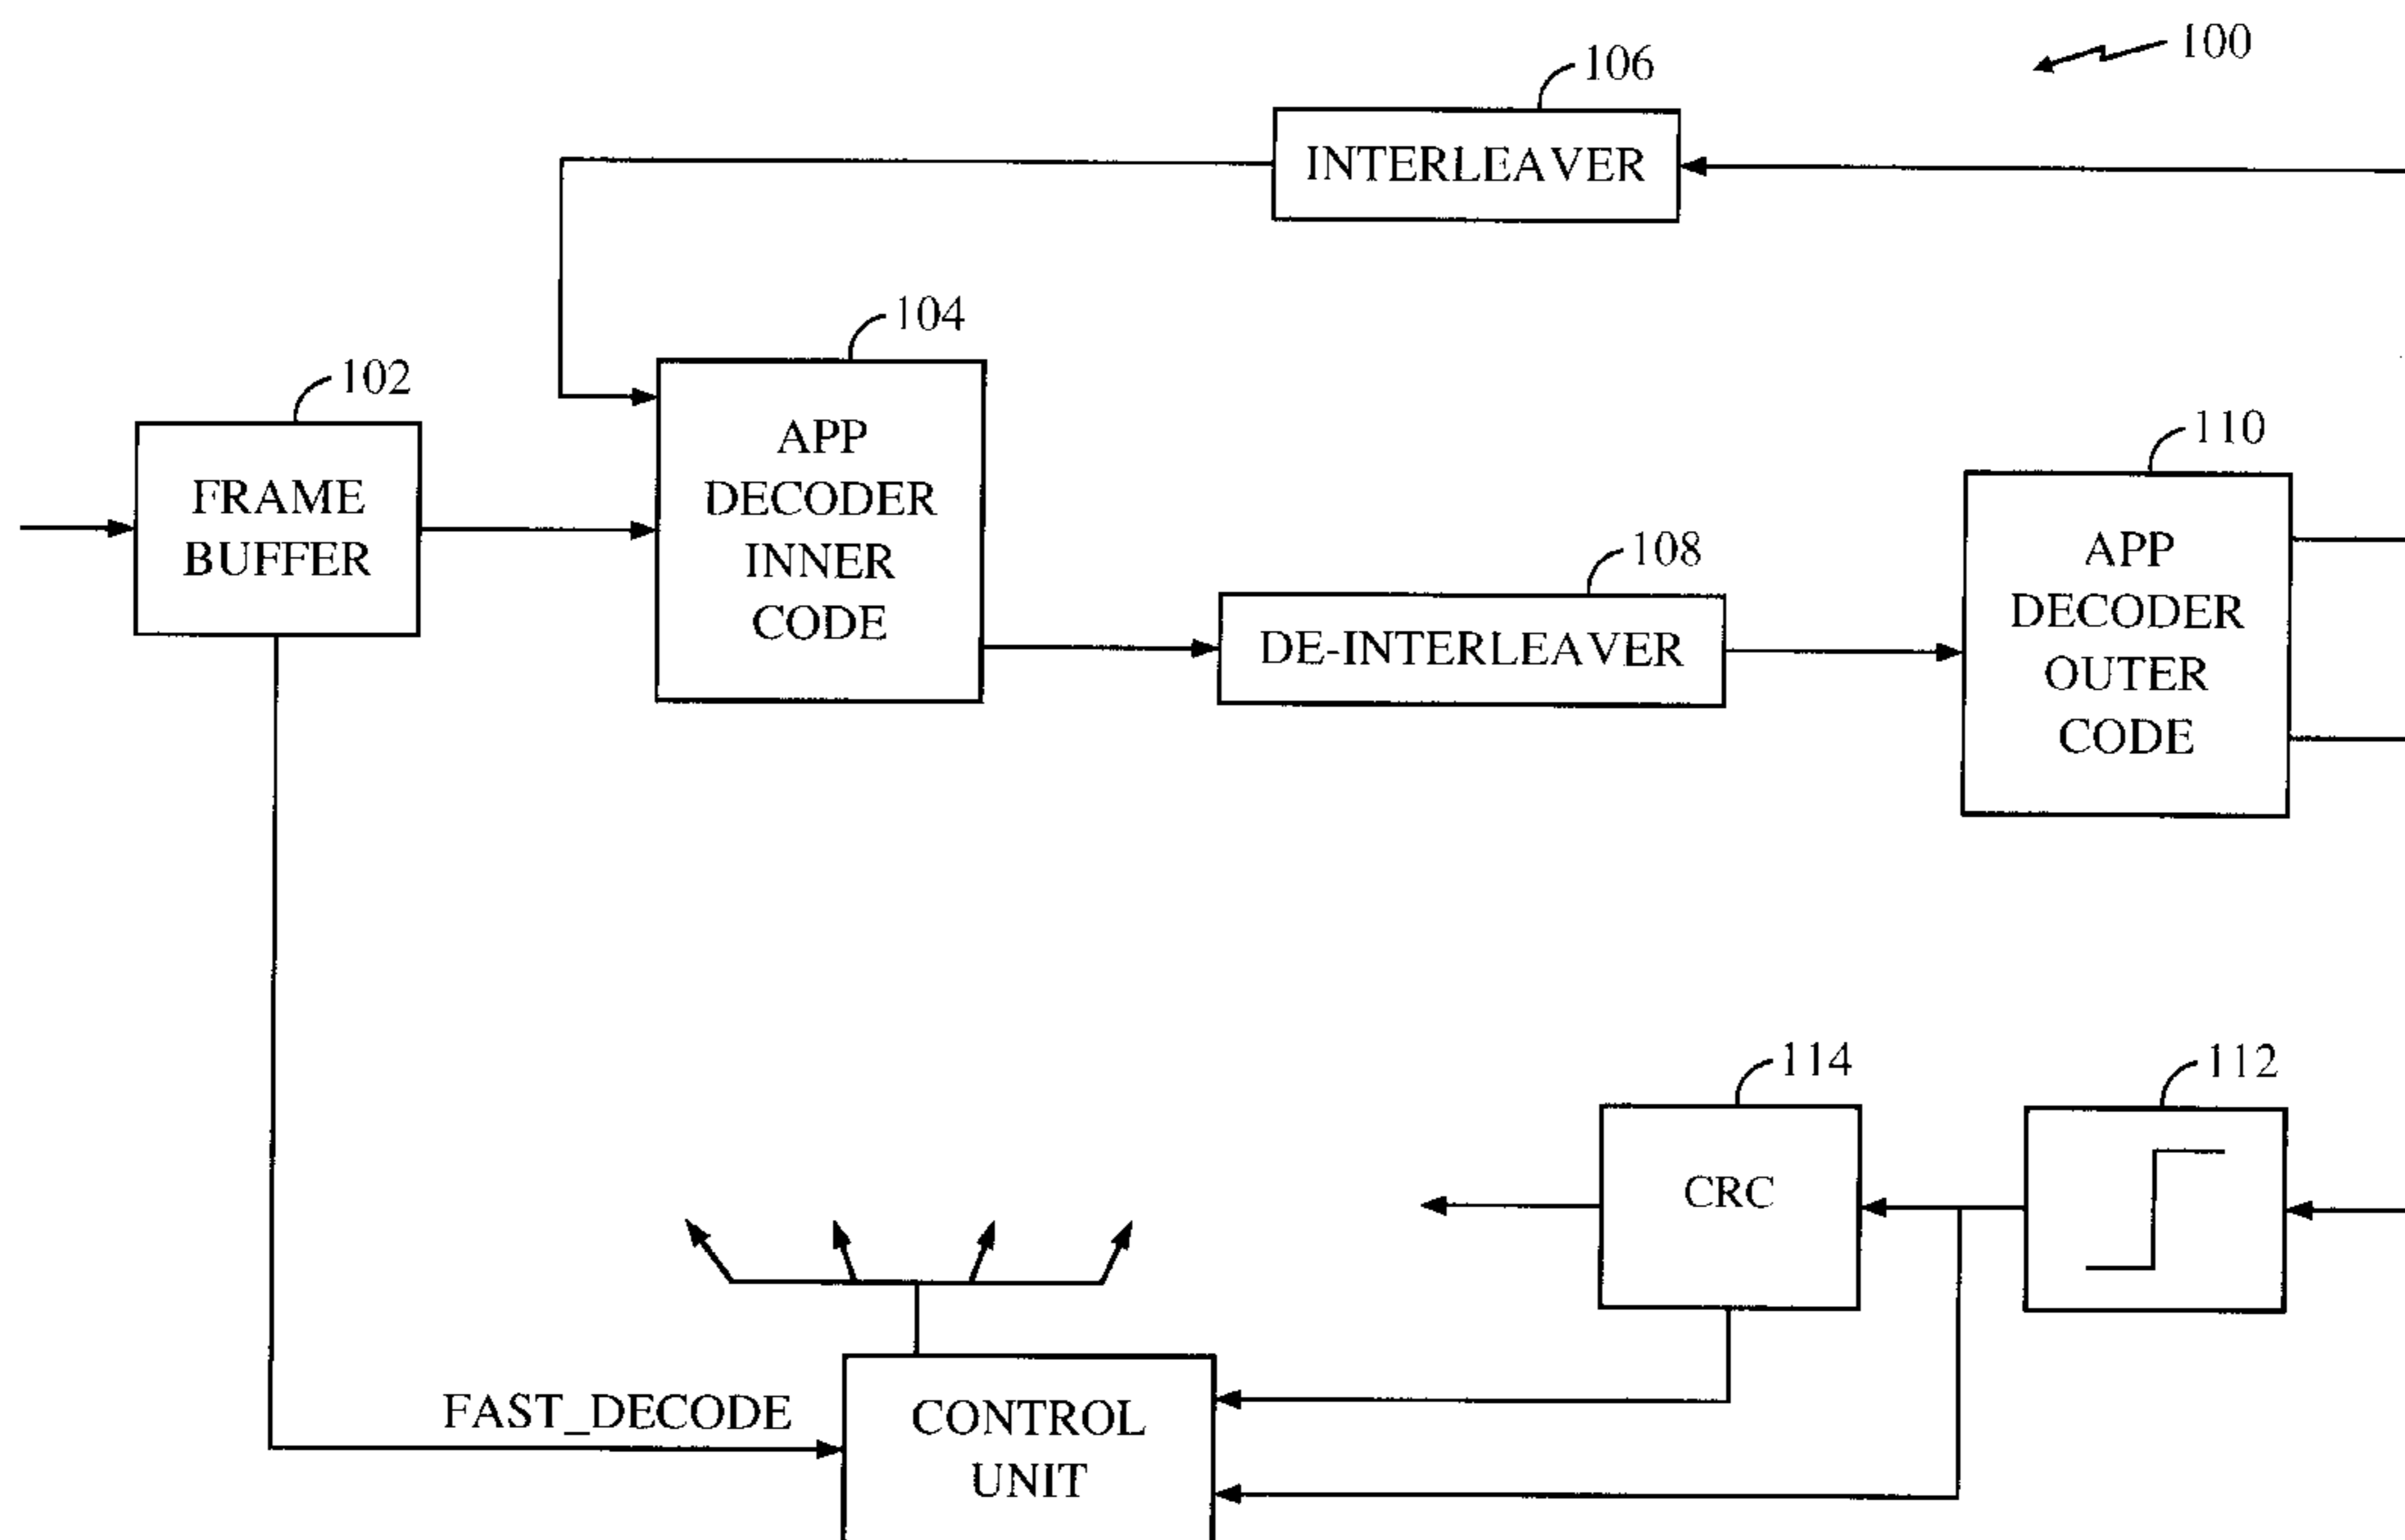 100
106
INTERLEAVER
104
102
APP
DECODER
INNER
CODE
FRAME
BUFFER
110
APP
DECODER
OUTER
CODE
108
DE-INTERLEAVER
114
112
CRC
FAST_DECODE
CONTROL
UNIT